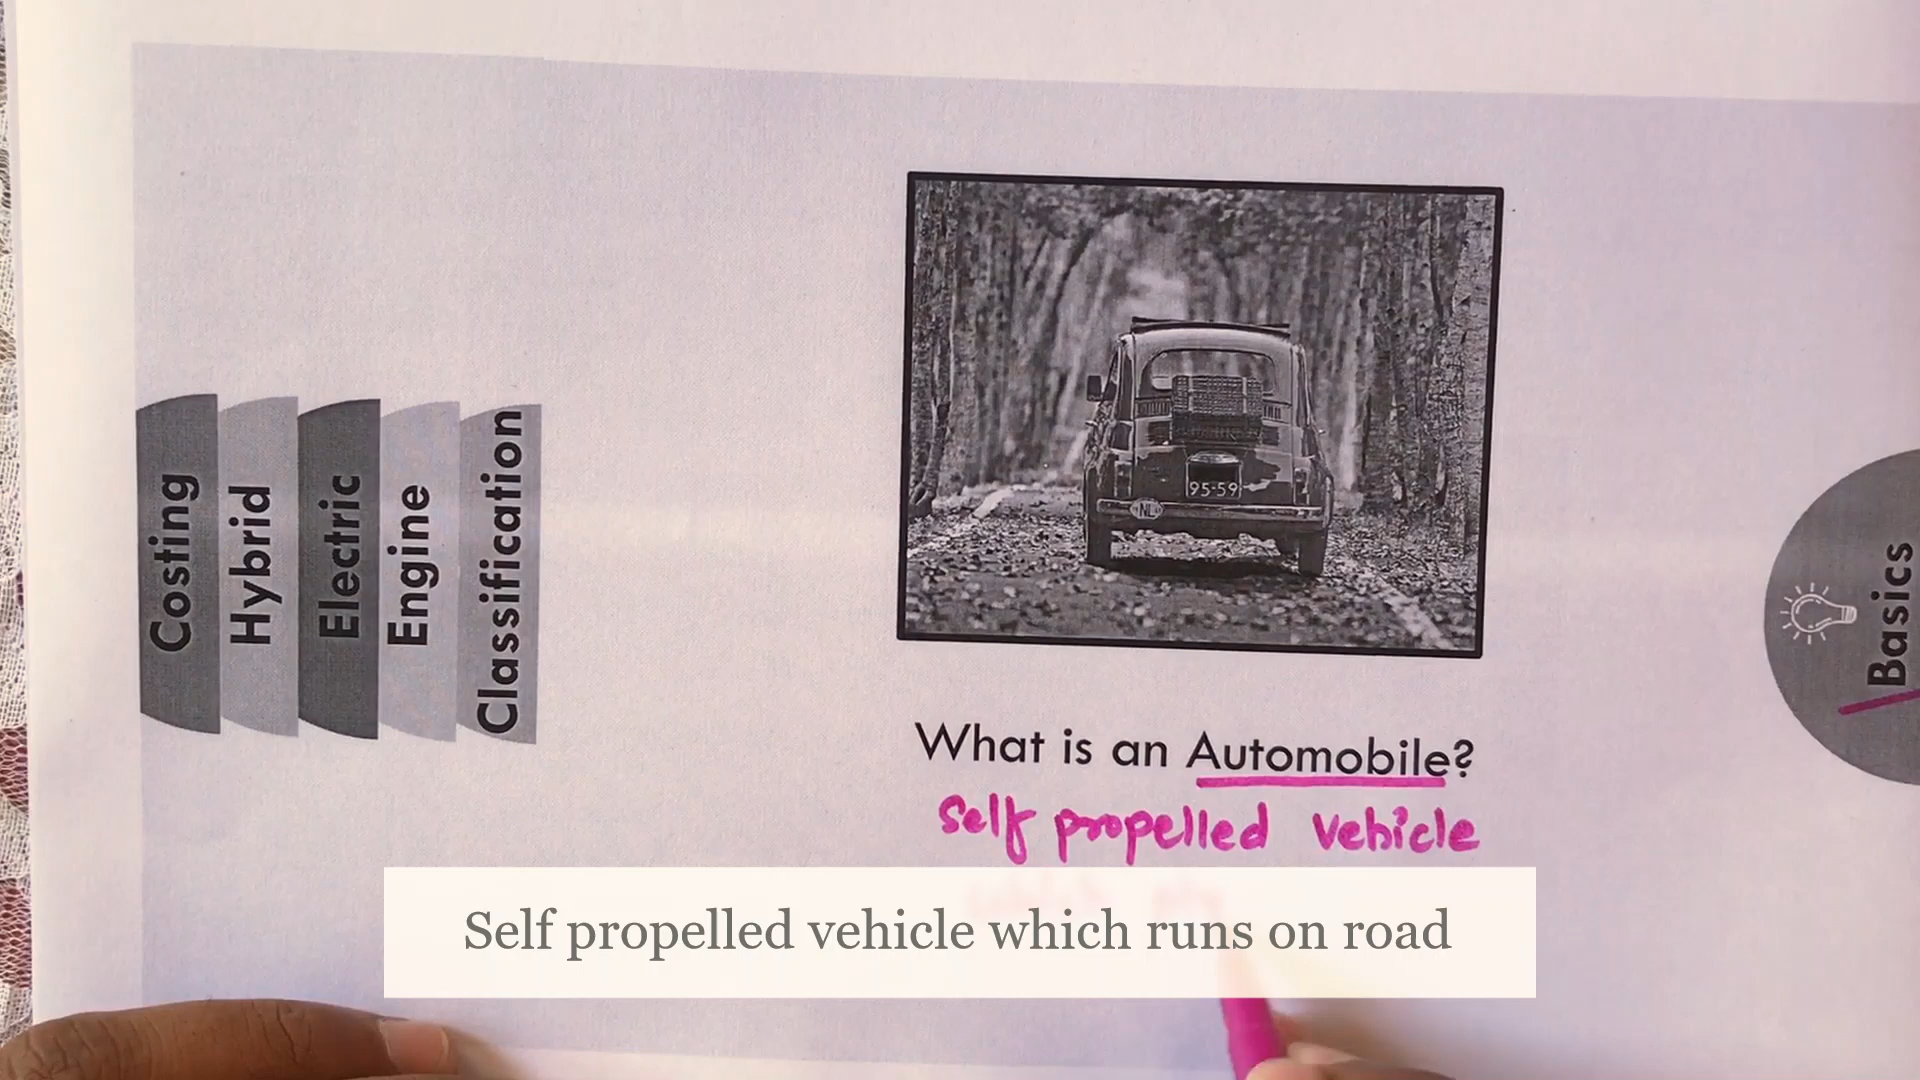 Costing
Hybrid
Electric
Engine
Classification
95-59
NL
Basics
What is an Automobile?
Self propelled vehicle
Self propelled vehicle which runs on road